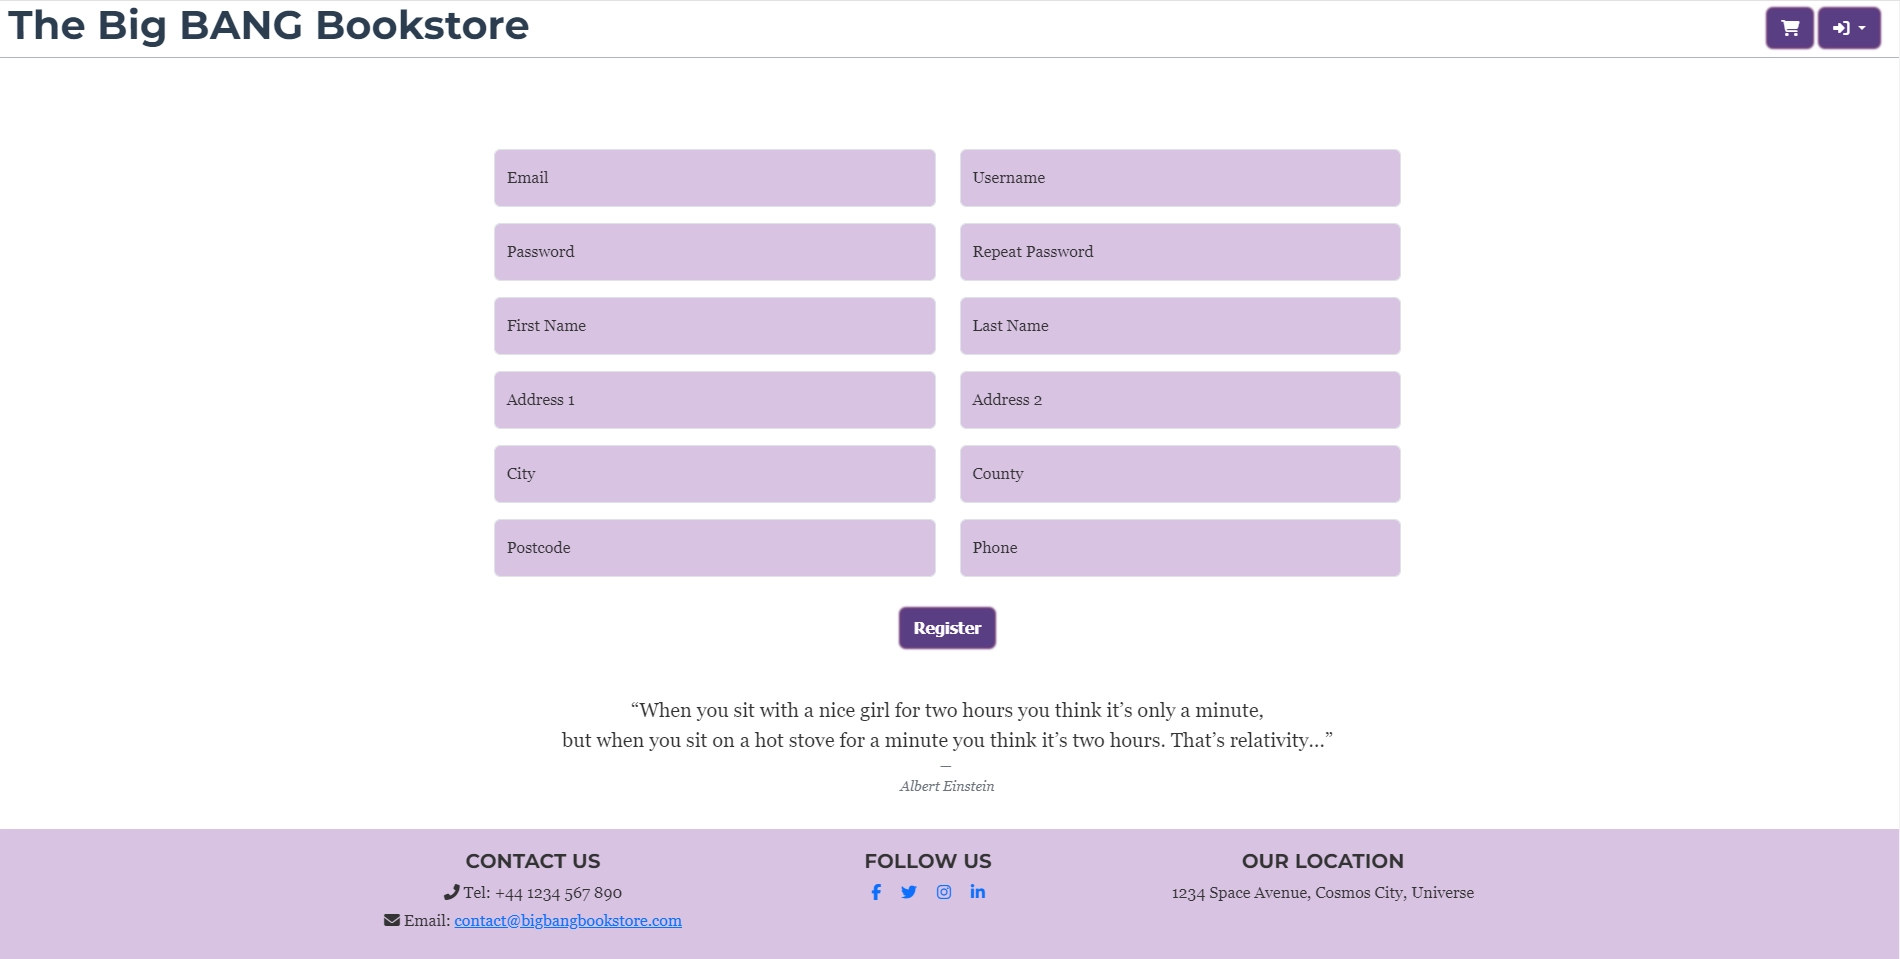 The Big BANG Bookstore
Email
Username
Password
Repeat Password
First Name
Last Name
Address 1
Address 2
City
County
Postcode
Phone
Register
“When you sit with a nice girl for two hours you think it’s only a minute,
but when you sit on a hot stove for a minute you think it’s two hours. That’s relativity…”
—
Albert Einstein
CONTACT US
Tel: +44 1234 567 890
Email: contact@bigbangbookstore.com
FOLLOW US
OUR LOCATION
1234 Space Avenue, Cosmos City, Universe